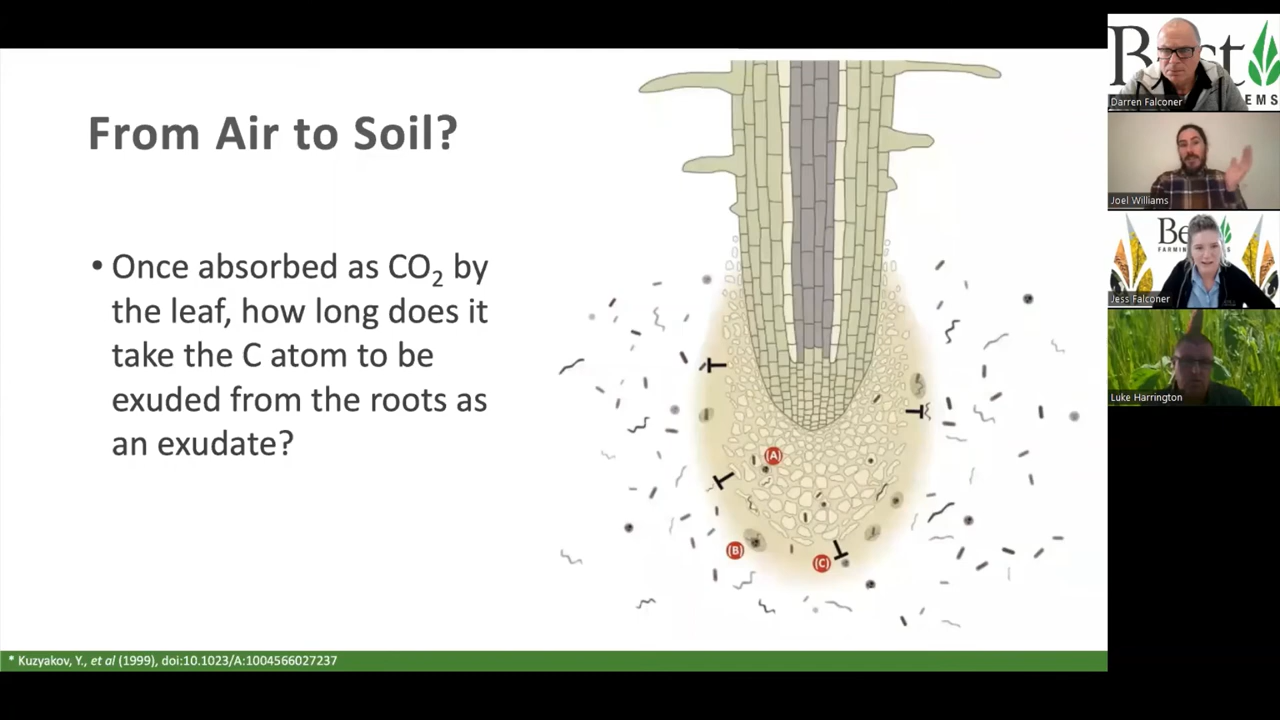 From Air to Soil?
• Once absorbed as CO₂ by
the leaf, how long does it
take the C atom to be
exuded from the roots as
an exudate?
(A)
(B)
(C)
* Kuzyakov, Y., et al (1999), doi:10.1023/A:1004566027237
EMS
Darren Falconer
Joel Williams
FARMIN
Jess Falconer
Luke Harrington